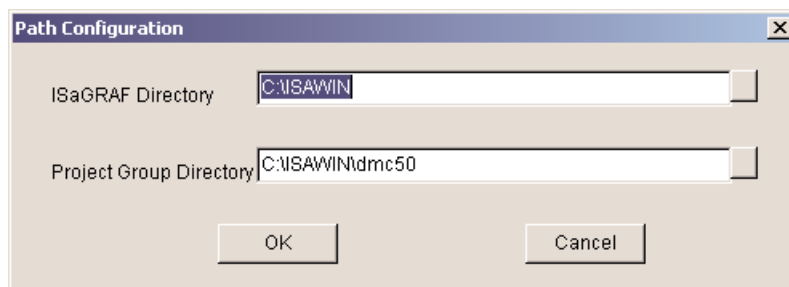 Path Configuration
ISaGRAF Directory C:\ISAWIN
Project Group Directory C:\ISAWIN\dmc50
OK Cancel